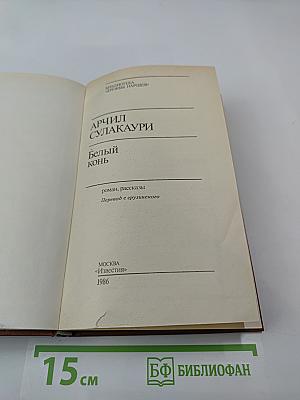 БИБЛИОТЕКА
«ДРУЖБЫ НАРОДОВ»
АРЧИЛ
СУЛАКАУРИ
Белый
конь
роман, рассказы
Перевод с грузинского
МОСКВА
«Известия»
1986
15 см
БФ БИБЛИОФАН